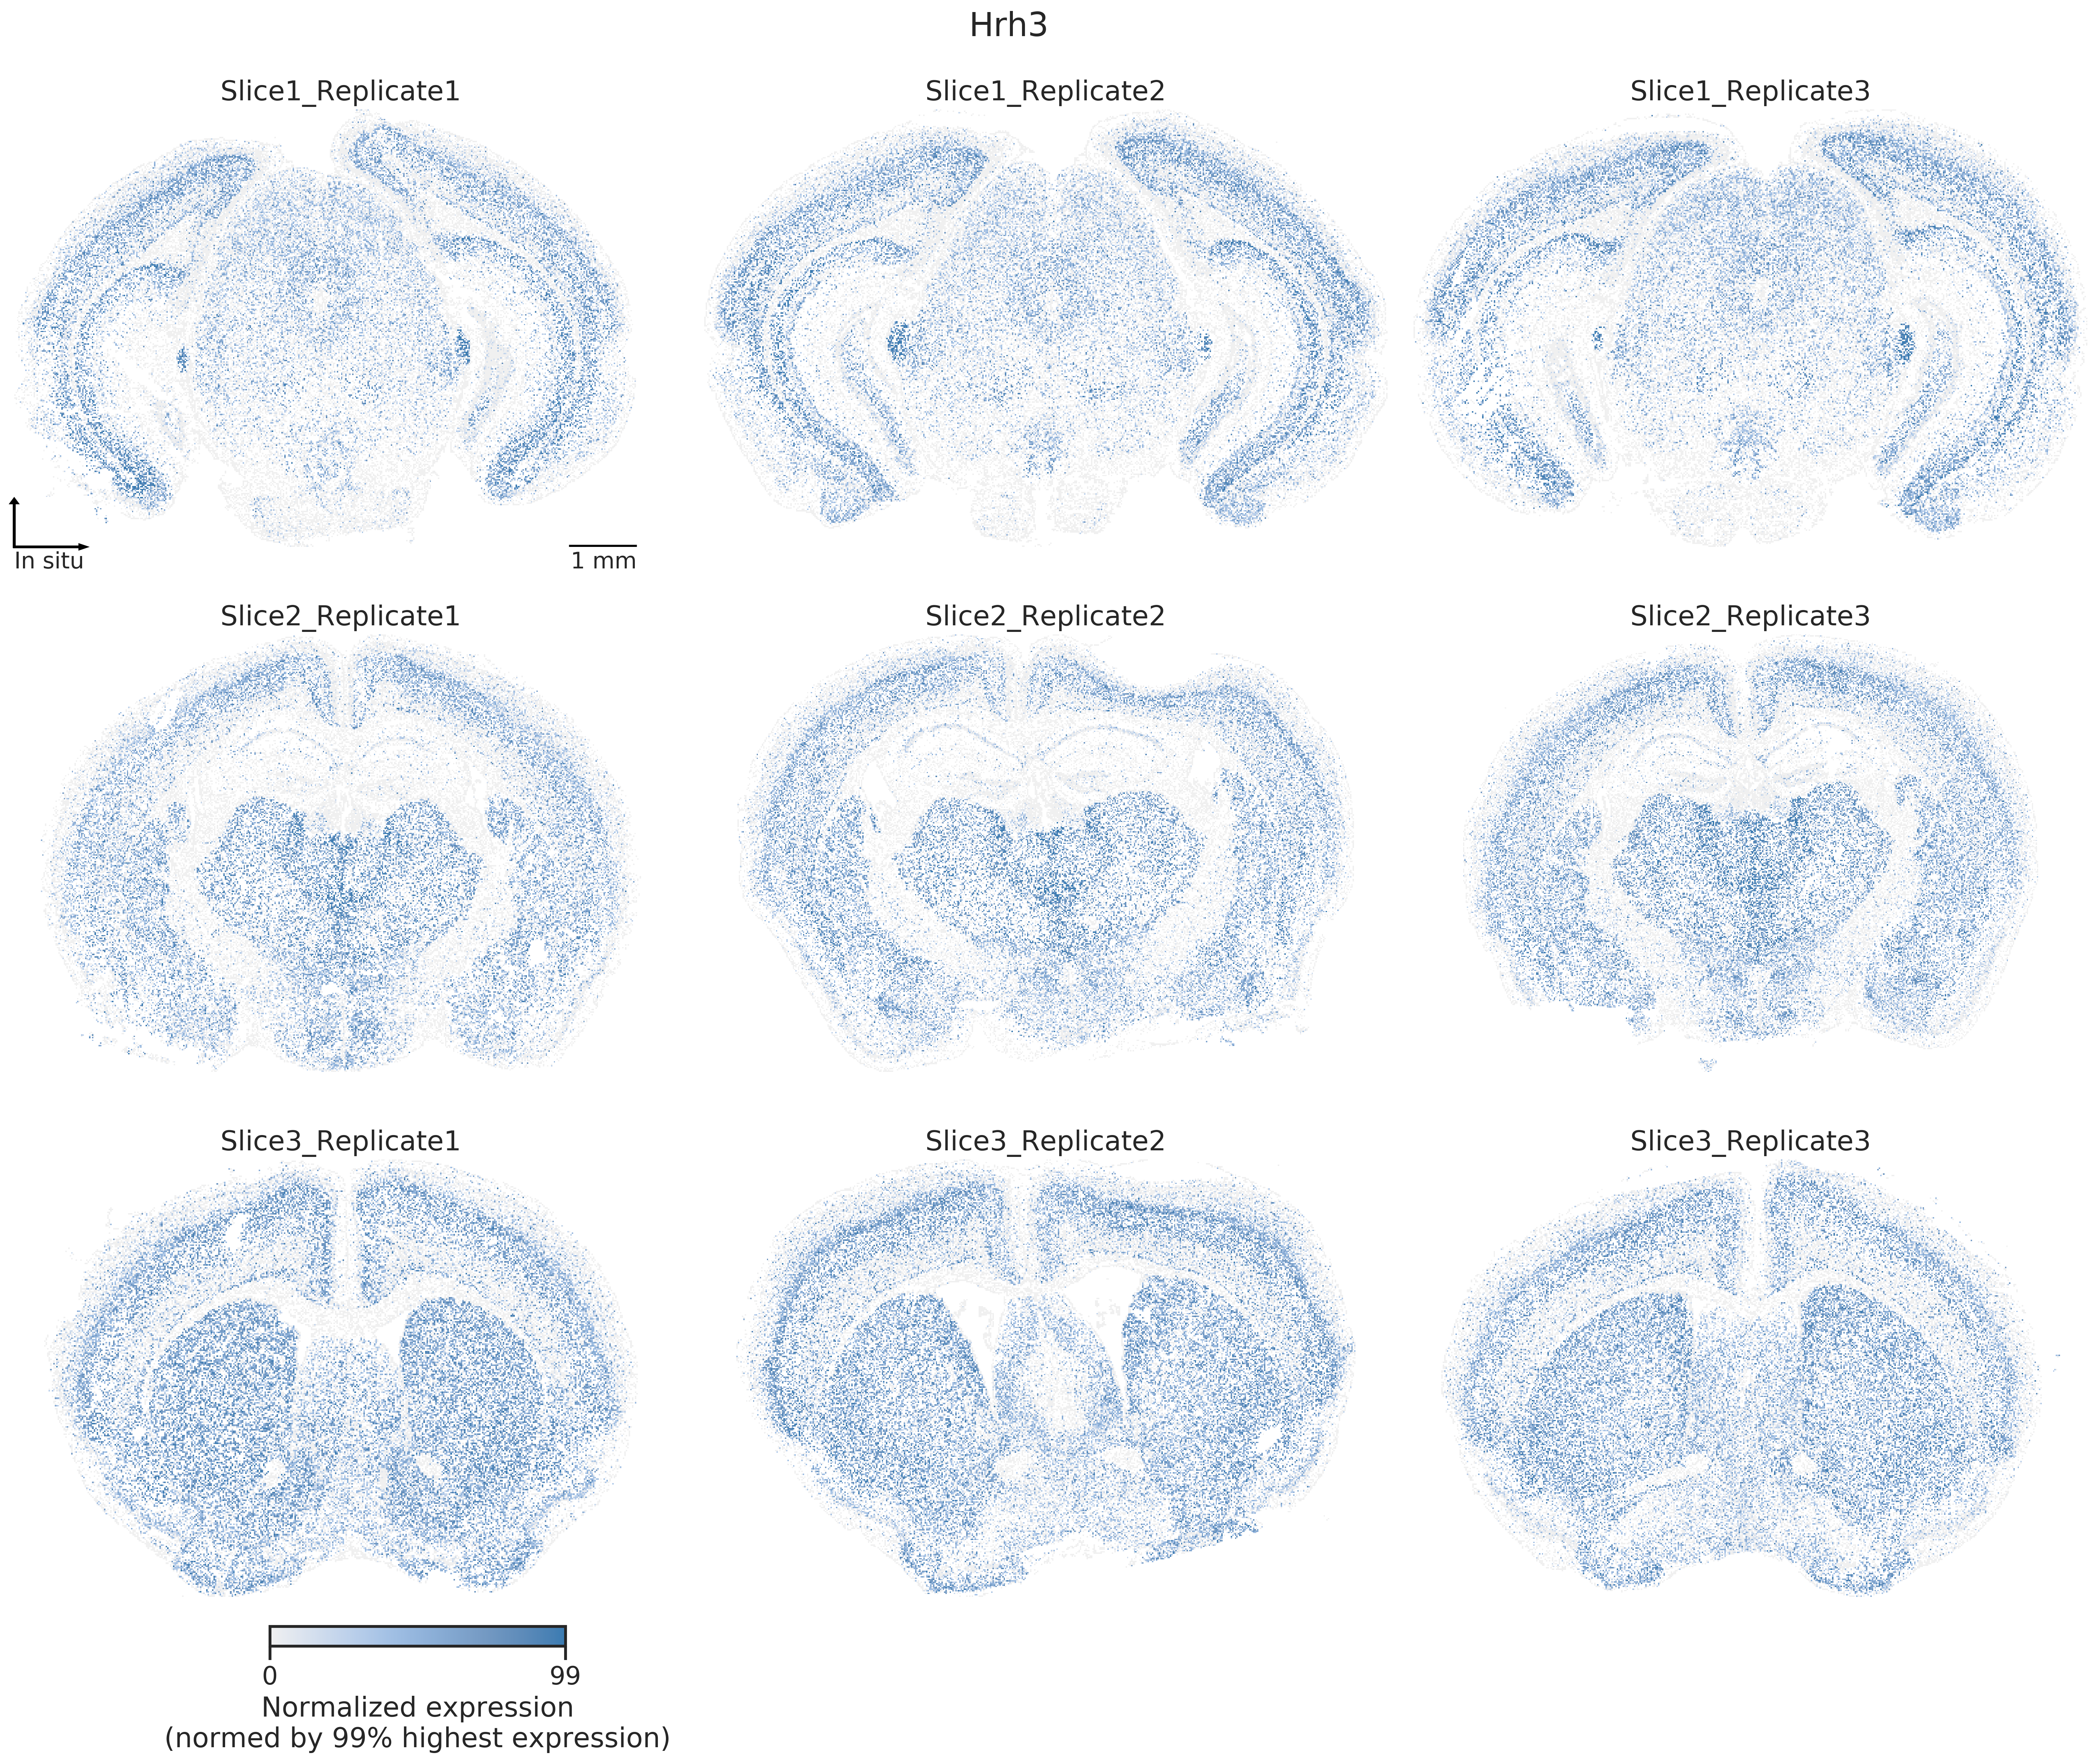 Hrh3
Slice1_Replicate1
Slice1_Replicate2
Slice1_Replicate3
In situ
1 mm
Slice2_Replicate1
Slice2_Replicate2
Slice2_Replicate3
Slice3_Replicate1
Slice3_Replicate2
Slice3_Replicate3
0
99
Normalized expression
(normed by 99% highest expression)